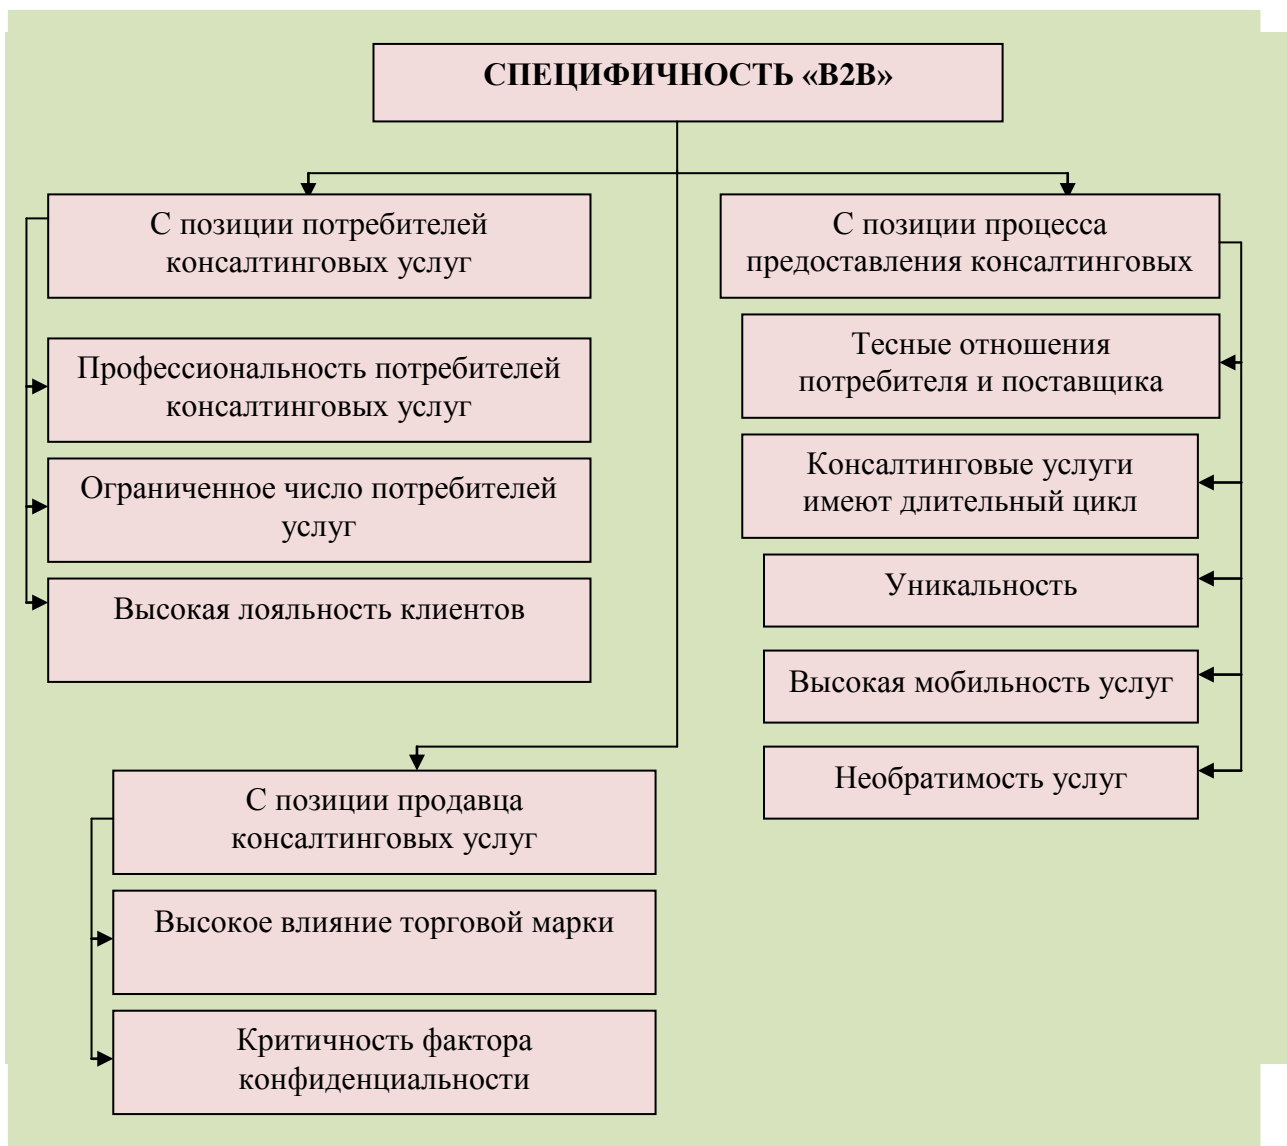 СПЕЦИФИЧНОСТЬ «B2B»
С позиции потребителей
консалтинговых услуг
Профессиональность потребителей
консалтинговых услуг
Ограниченное число потребителей
услуг
Высокая лояльность клиентов
С позиции процесса
предоставления консалтинговых
Тесные отношения
потребителя и поставщика
Консалтинговые услуги
имеют длительный цикл
Уникальность
Высокая мобильность услуг
Необратимость услуг
С позиции продавца
консалтинговых услуг
Высокое влияние торговой марки
Критичность фактора
конфиденциальности